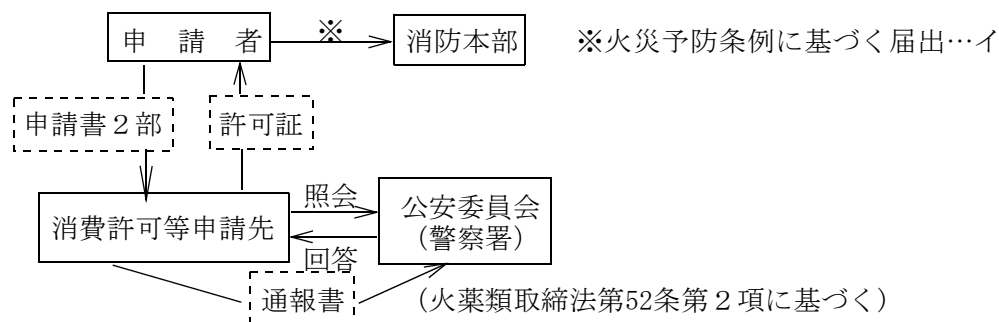 申　請　者
※
消防本部
※火災予防条例に基づく届出…イ
申請書２部
許可証
消費許可等申請先
照会
公安委員会
（警察署）
回答
通報書
（火薬類取締法第52条第２項に基づく）